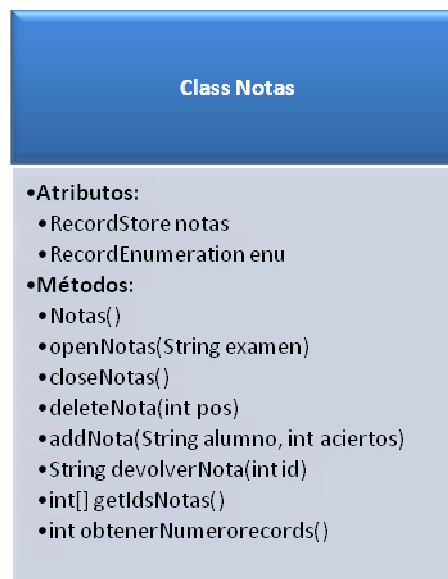 Class Notas
•Atributos:
•RecordStore notas
•RecordEnumeration enu
•Métodos:
•Notas()
•openNotas(String examen)
•closeNotas()
•deleteNota(int pos)
•addNota(String alumno, int aciertos)
•String devolverNota(int id)
•int[] getIdsNotas()
•int obtenerNumerorecords()